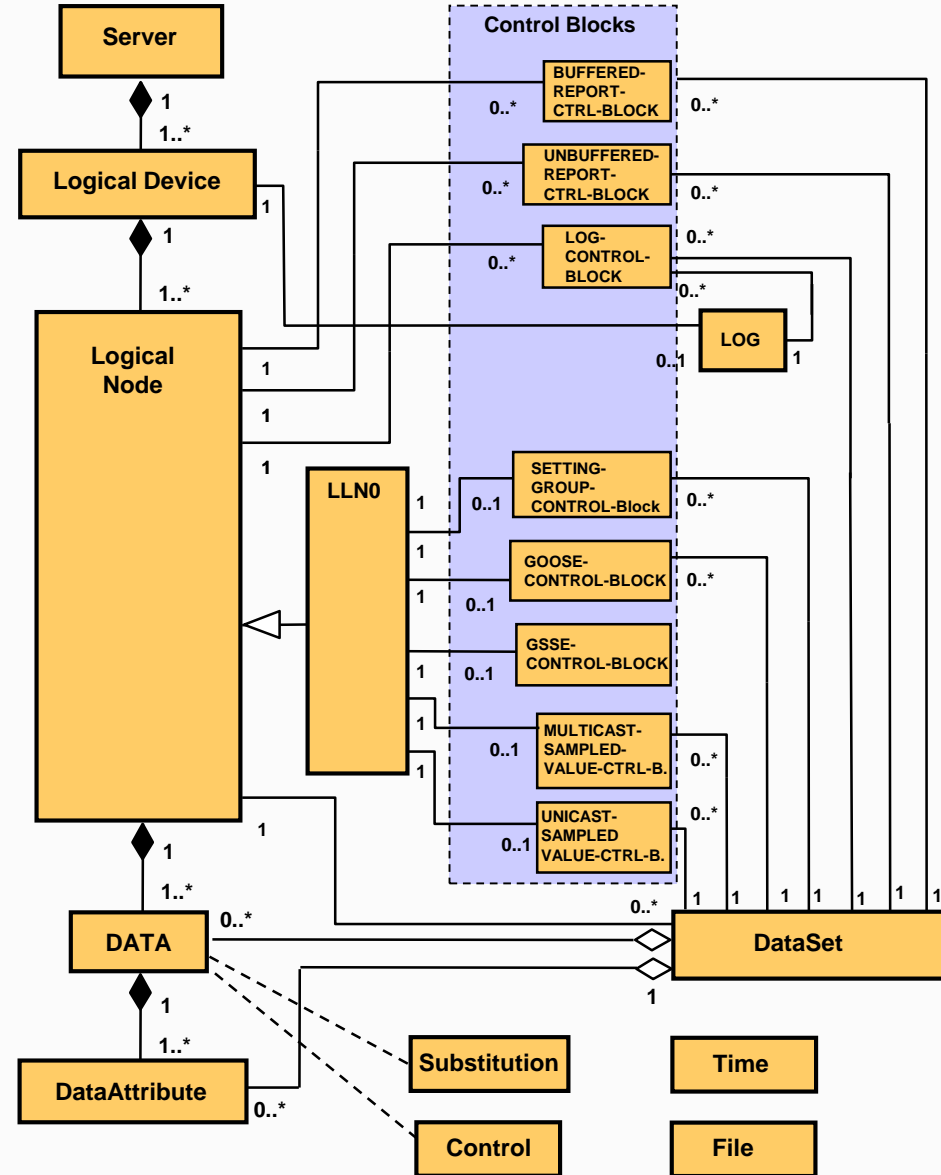 Server
1
1..*
Logical Device
1
1
1..*
Logical
Node
1
1
1
Control Blocks
BUFFERED-
REPORT-
CTRL-BLOCK
0..*
0..*
UNBUFFERED-
REPORT-
CTRL-BLOCK
0..*
0..*
LOG-
CONTROL-
BLOCK
0..*
0..*
0..*
LOG
0..1
1
LLN0
1
0..1
SETTING-
GROUP-
CONTROL-Block
0..*
1
GOOSE-
CONTROL-BLOCK
1
0..1
0..*
GSSE-
CONTROL-BLOCK
1
0..1
MULTICAST-
SAMPLED-
VALUE-CTRL-B.
1
0..1
0..*
UNICAST-
SAMPLED
VALUE-CTRL-B.
1
0..1
0..*
1
1
1..*
0..*
0..*
1
1
1
1
1
1
1
DATA
DataSet
1
1
1..*
DataAttribute
0..*
Substitution
Time
Control
File